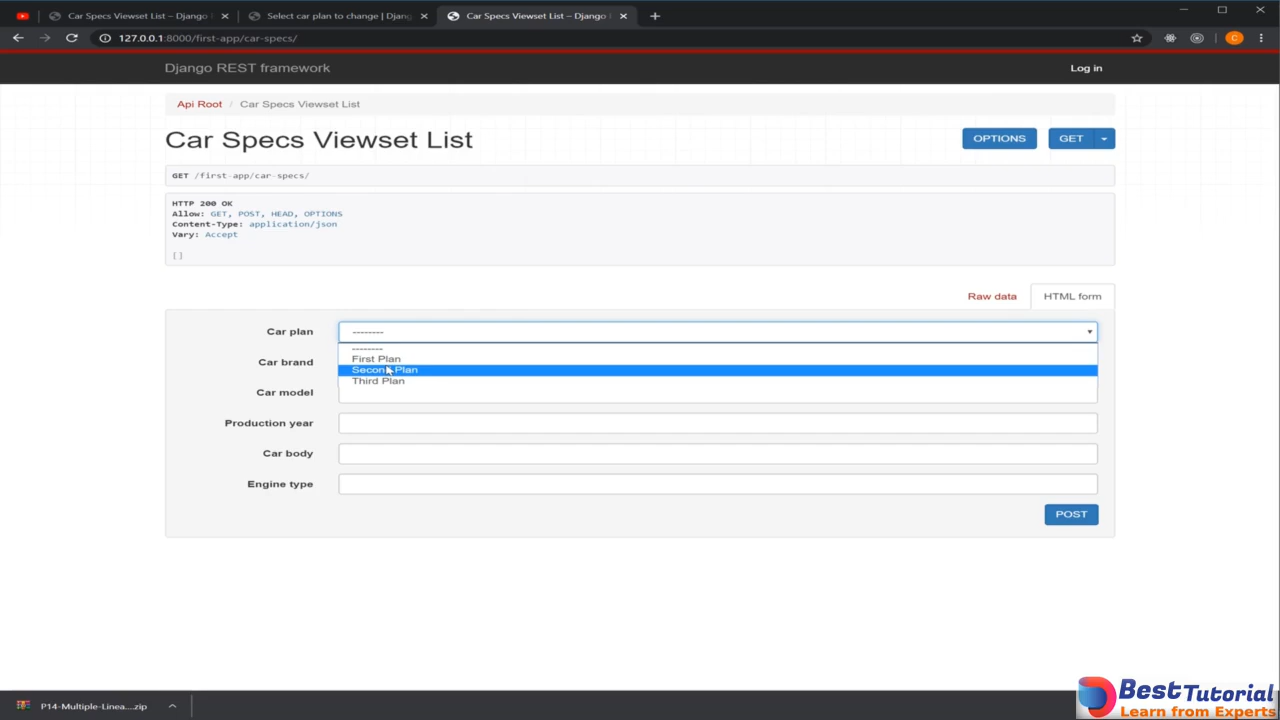 Car Specs Viewset List – Django
Select car plan to change | Djang
Car Specs Viewset List – Django
127.0.0.1:8000/first-app/car-specs/
Django REST framework
Log in
Api Root / Car Specs Viewset List
Car Specs Viewset List
OPTIONS
GET
GET /first-app/car-specs/
HTTP 200 OK
Allow: GET, POST, HEAD, OPTIONS
Content-Type: application/json
Vary: Accept
[]
Raw data
HTML form
Car plan
--------
--------
First Plan
Car brand
Second Plan
Third Plan
Car model
Production year
Car body
Engine type
POST
P14-Multiple-Linea....zip
BestTutorial
Learn from Experts